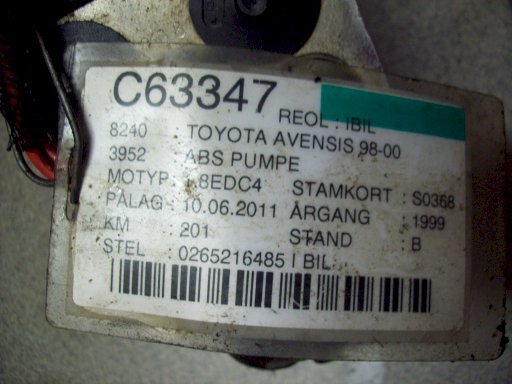 C63347 REOL : IBIL
8240 : TOYOTA AVENSIS 98-00
3952 ABS PUMPE
MOTYP .8EDC4 STAMKORT : S0368
PÅLAG : 10.06.2011 ÅRGANG : 1999
KM : 201 STAND : B
STEL : 0265216485 I BIL